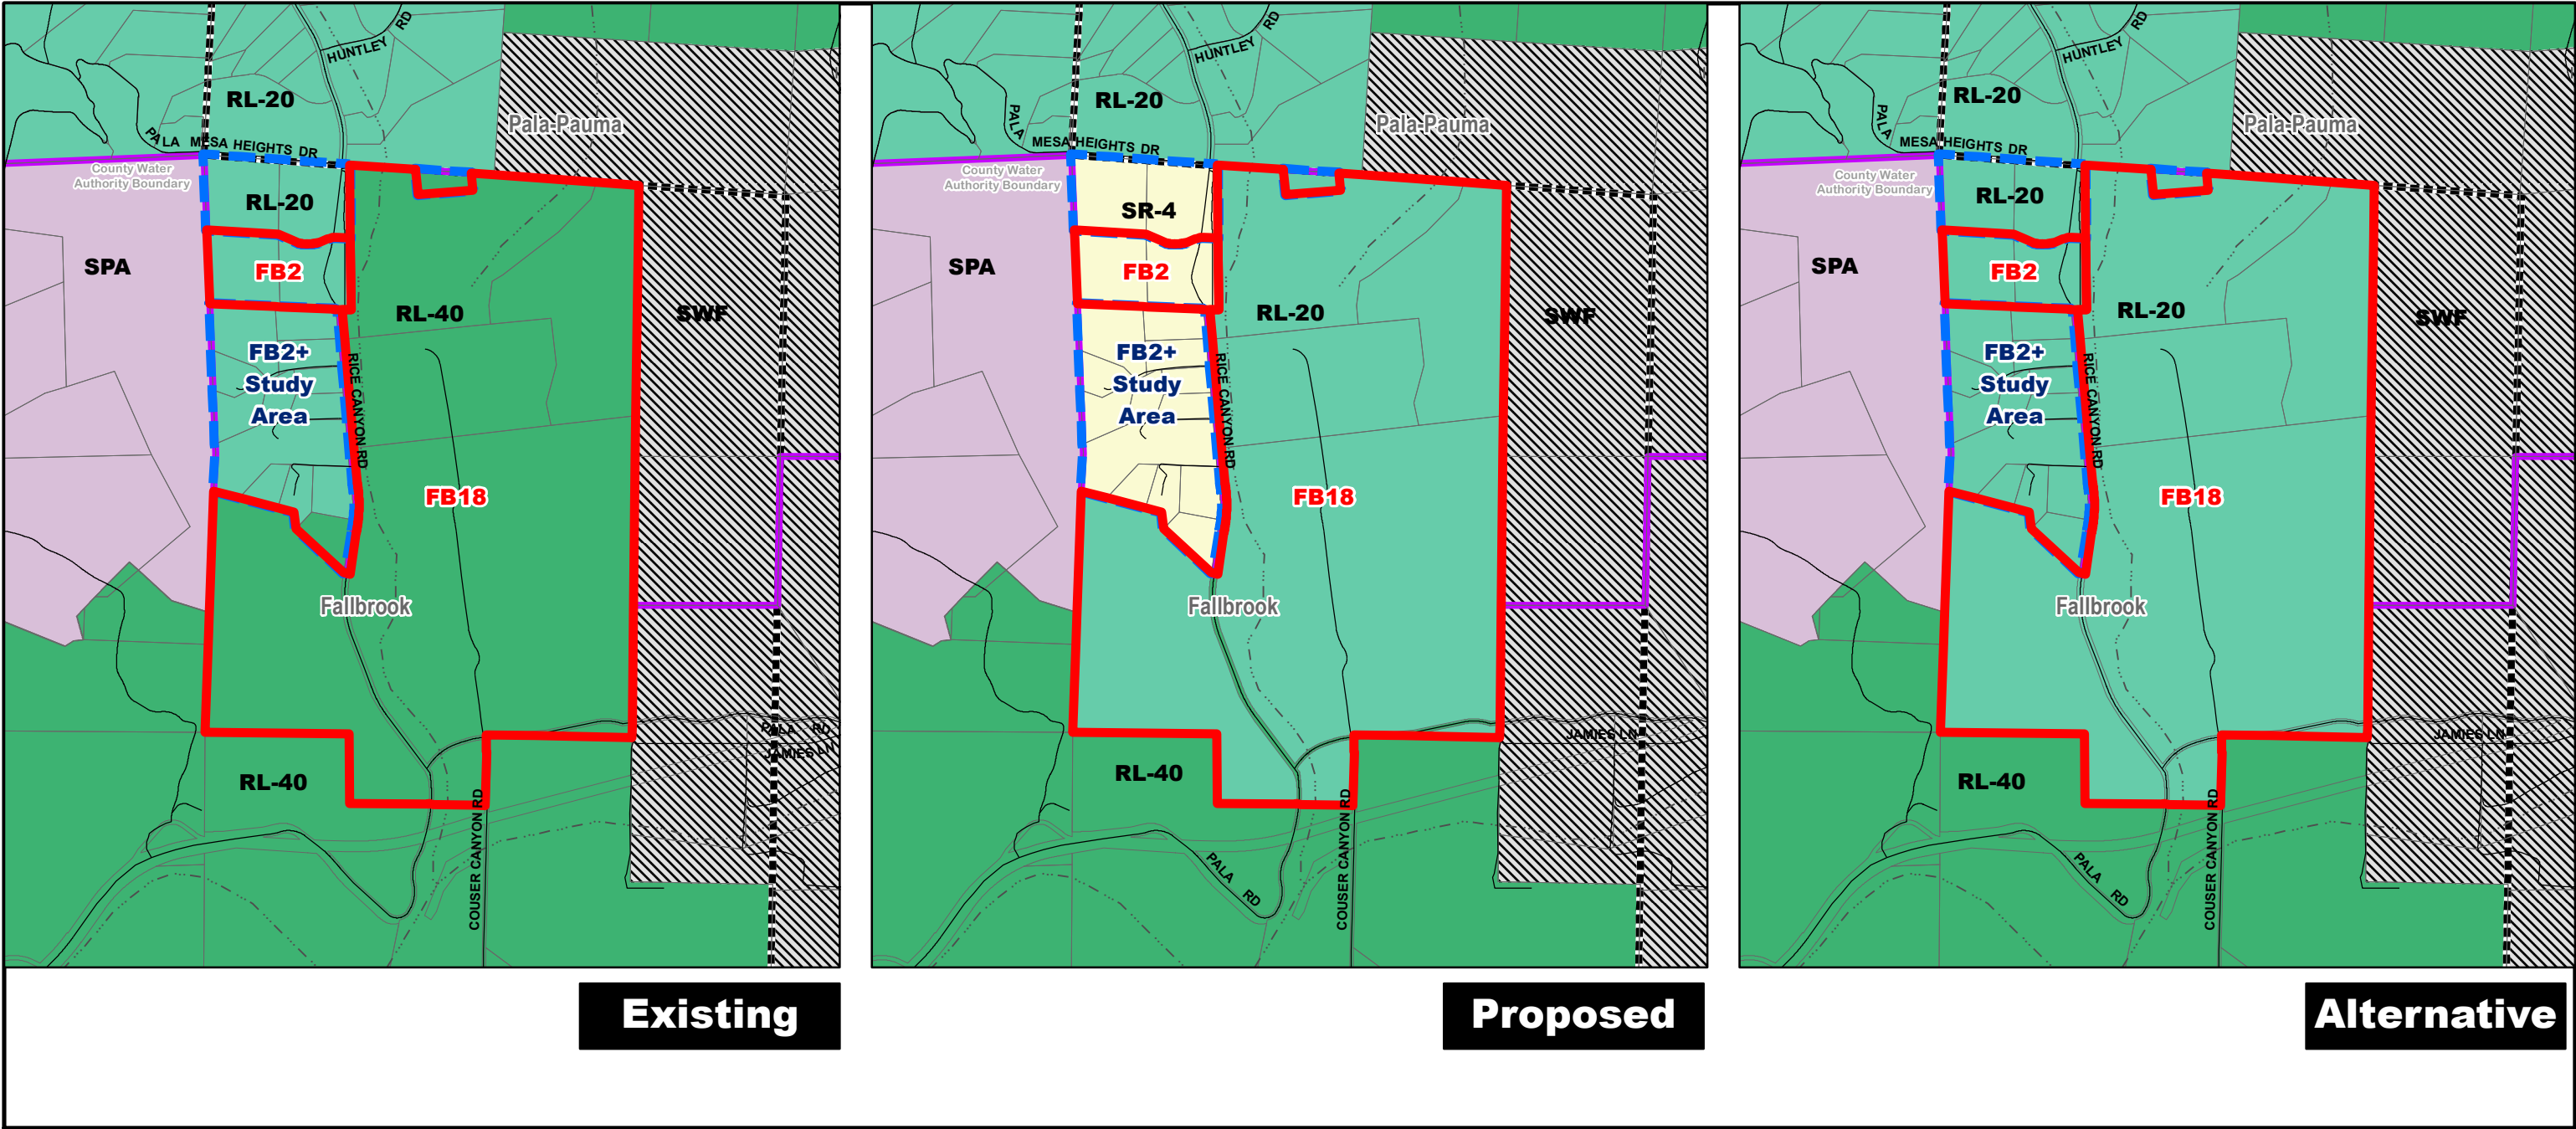 HUNTLEY
RD
RL-20
Pala-Pauma
PALA MESA HEIGHTS DR
County Water
Authority Boundary
RL-20
SPA
FB2
RL-40
SWF
FB2+
Study
Area
RICE CANYON RD
FB18
Fallbrook
PALA RD
JAMIES LN
RL-40
COUSER CANYON RD
Existing
HUNTLEY
RD
RL-20
PALA
Pala-Pauma
MESA HEIGHTS DR
County Water
Authority Boundary
SR-4
SPA
FB2
RL-20
SWF
FB2+
Study
Area
RICE CANYON RD
FB18
Fallbrook
JAMIES LN
RL-40
COUSER CANYON RD
PALA RD
Proposed
HUNTLEY
RD
RL-20
PALA
Pala-Pauma
MESA HEIGHTS DR
County Water
Authority Boundary
RL-20
SPA
FB2
RL-20
SWF
FB2+
Study
Area
RICE CANYON RD
FB18
Fallbrook
JAMIES LN
RL-40
COUSER CANYON RD
PALA RD
Alternative